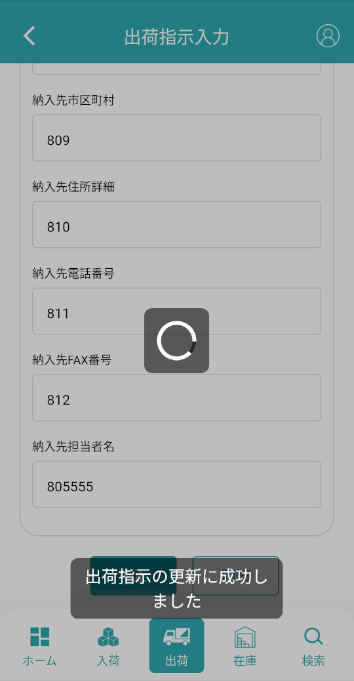 出荷指示入力
納入先市区町村
809
納入先住所詳細
810
納入先電話番号
811
納入先FAX番号
812
納入先担当者名
805555
出荷指示の更新に成功し
ました
ホーム
入荷
出荷
在庫
検索